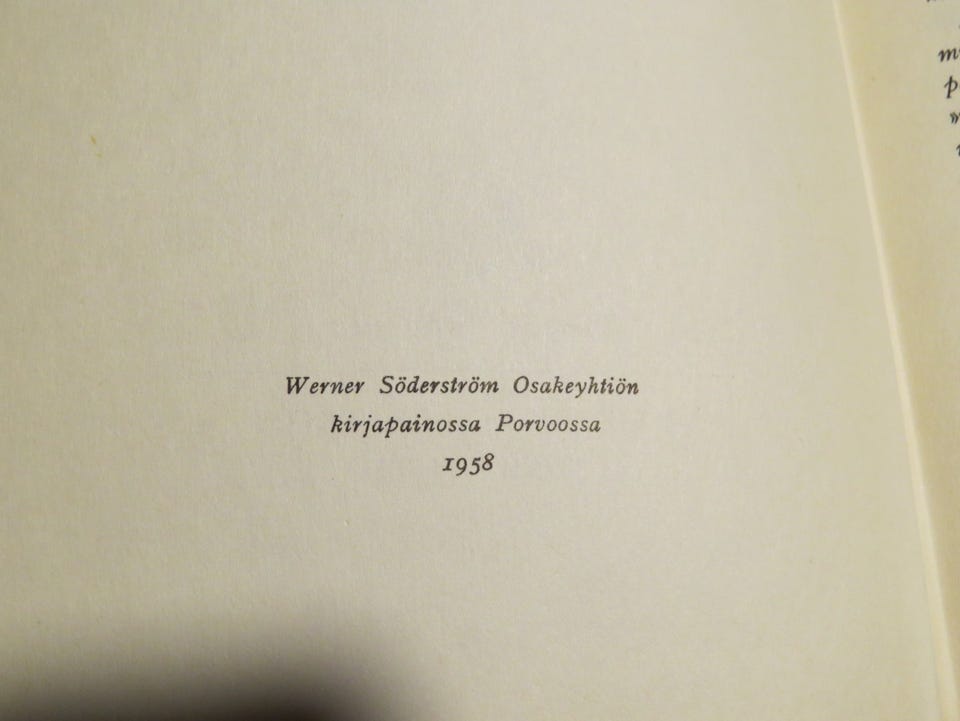 Werner Söderström Osakeyhtiön
kirjapainossa Porvoossa
1958